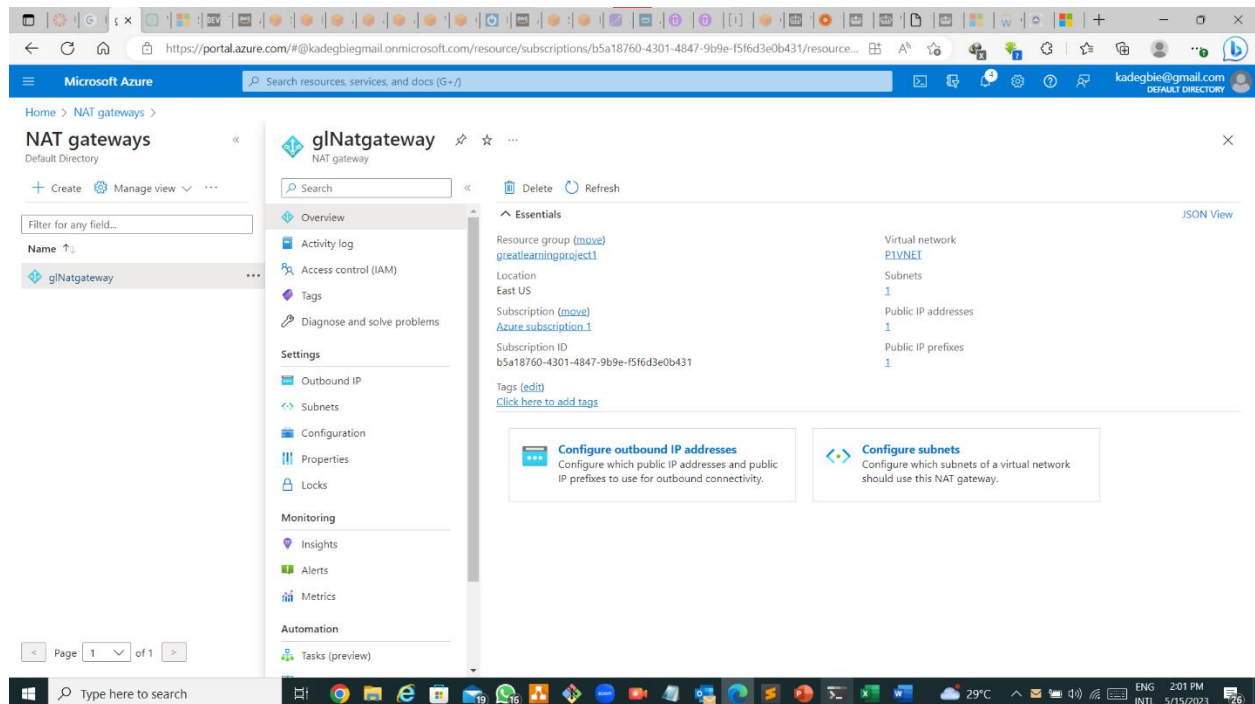 https://portal.azure.com/#@kadegbiegmail.onmicrosoft.com/resource/subscriptions/b5a18760-4301-4847-9b9e-f5f6d3e0b431/resource...
Microsoft Azure
Search resources, services, and docs (G+/)
4
kadegbie@gmail.com
DEFAULT DIRECTORY
Home > NAT gateways >
NAT gateways
Default Directory
+ Create
Manage view
Filter for any field...
Name
glNatgateway
Page 1 of 1
glNatgateway
NAT gateway
Search
Overview
Activity log
Access control (IAM)
Tags
Diagnose and solve problems
Settings
Outbound IP
Subnets
Configuration
Properties
Locks
Monitoring
Insights
Alerts
Metrics
Automation
Tasks (preview)
Delete
Refresh
Essentials
JSON View
Resource group (move)
greatlearningproject1
Location
East US
Subscription (move)
Azure subscription 1
Subscription ID
b5a18760-4301-4847-9b9e-f5f6d3e0b431
Tags (edit)
Click here to add tags
Virtual network
P1VNET
Subnets
1
Public IP addresses
1
Public IP prefixes
1
Configure outbound IP addresses
Configure which public IP addresses and public
IP prefixes to use for outbound connectivity.
Configure subnets
Configure which subnets of a virtual network
should use this NAT gateway.
Type here to search
29°C
ENG
INTL
2:01 PM
5/15/2023